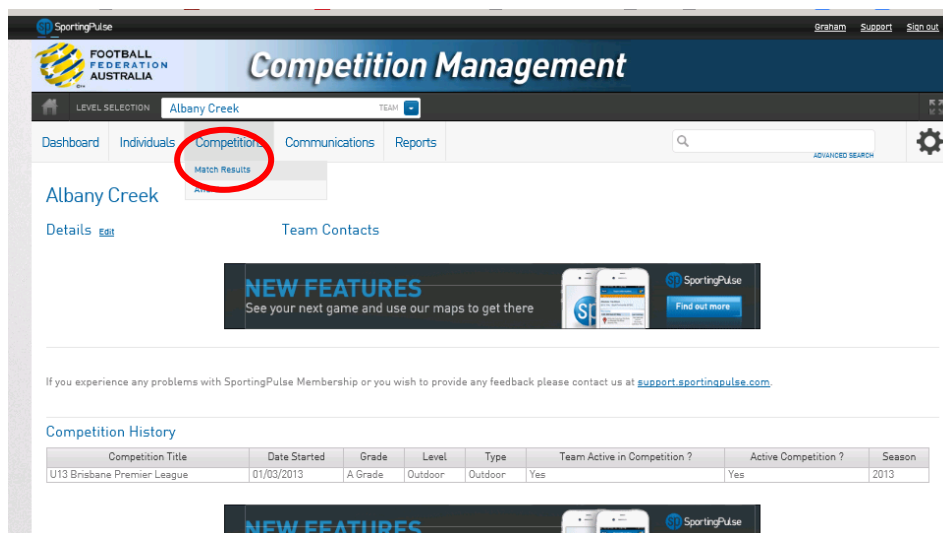 SportingPulse Graham Support Sign out
FOOTBALL
FEDERATION
AUSTRALIA
Competition Management
LEVEL SELECTION Albany Creek TEAM
Dashboard Individuals Competitions Communications Reports
ADVANCED SEARCH
Match Results
Albany Creek
Details Edit Team Contacts
NEW FEATURES
See your next game and use our maps to get there
sp SportingPulse
Find out more
If you experience any problems with SportingPulse Membership or you wish to provide any feedback please contact us at support.sportingpulse.com.
Competition History
Competition Title Date Started Grade Level Type Team Active in Competition ? Active Competition ? Season
U13 Brisbane Premier League 01/03/2013 A Grade Outdoor Outdoor Yes Yes 2013
NEW FEATURES
sp SportingPulse